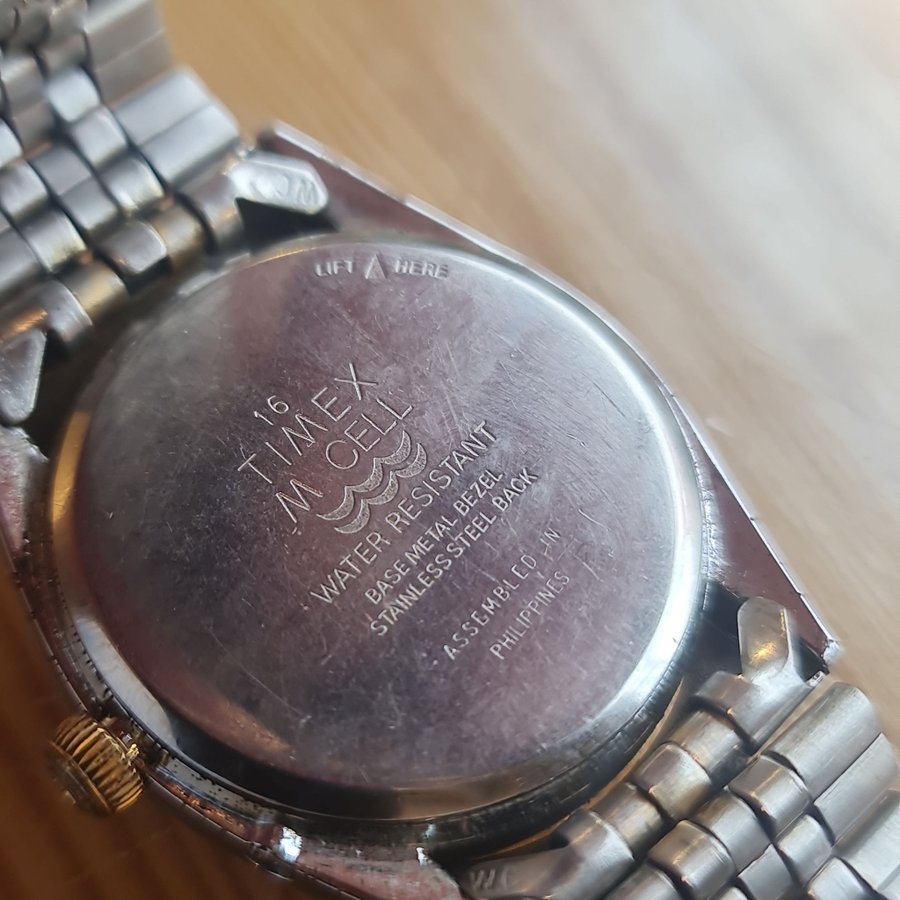 LIFT HERE
16
TIMEX
M CELL
WATER RESISTANT
BASE METAL BEZEL
STAINLESS STEEL BACK
ASSEMBLED IN
PHILIPPINES